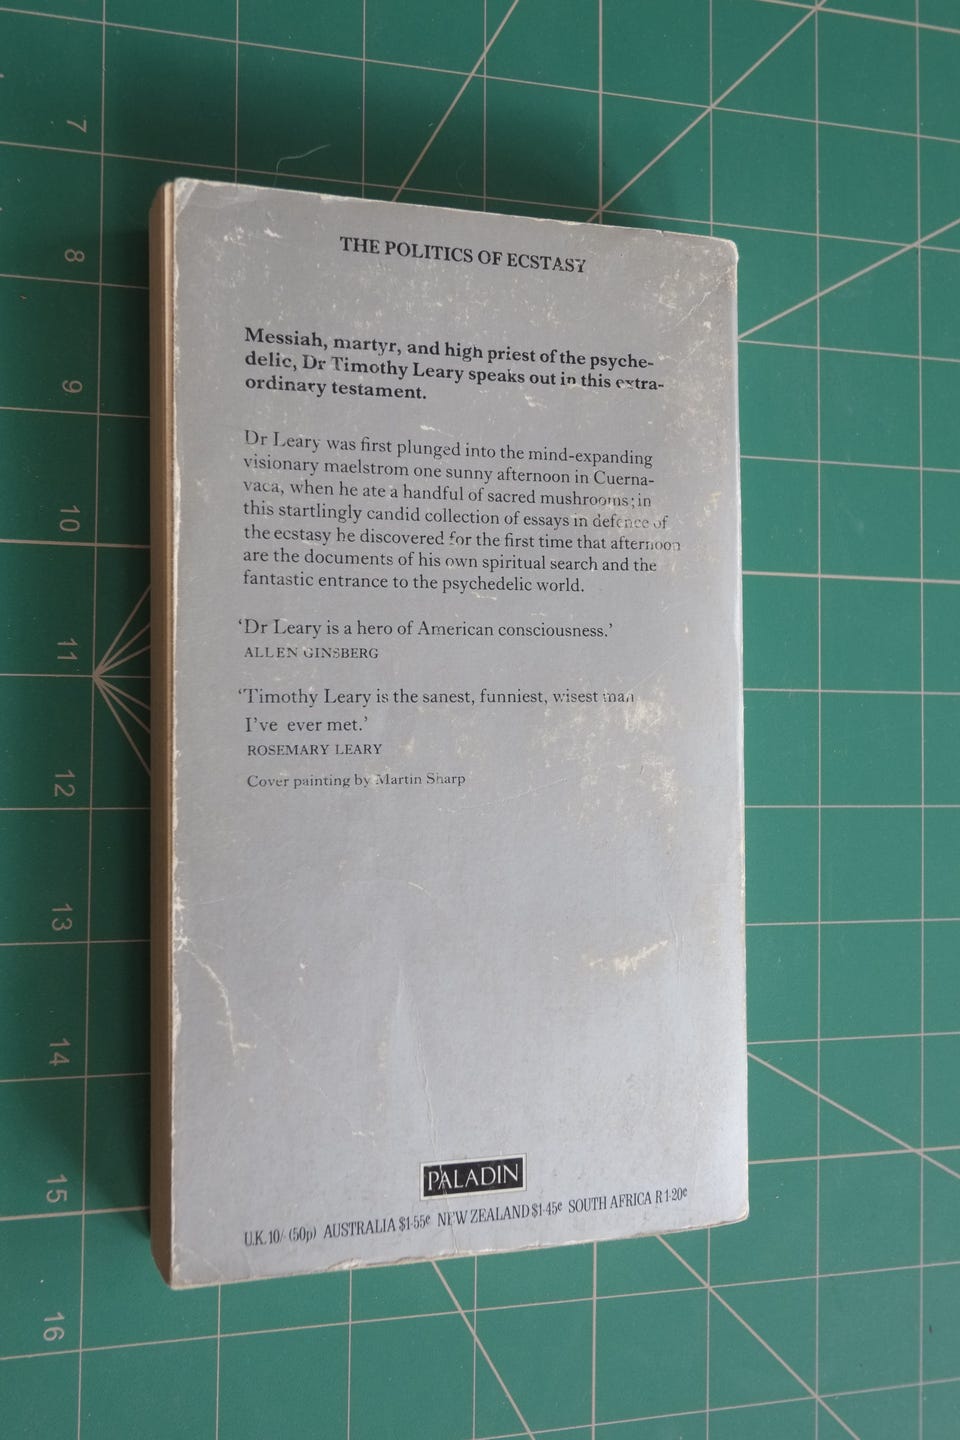 THE POLITICS OF ECSTASY
Messiah, martyr, and high priest of the psyche-
delic, Dr Timothy Leary speaks out in this extra-
ordinary testament.
Dr Leary was first plunged into the mind-expanding
visionary maelstrom one sunny afternoon in Cuerna-
vaca, when he ate a handful of sacred mushrooms; in
this startlingly candid collection of essays in defence of
the ecstasy he discovered for the first time that afternoon
are the documents of his own spiritual search and the
fantastic entrance to the psychedelic world.
‘Dr Leary is a hero of American consciousness.’
ALLEN GINSBERG
‘Timothy Leary is the sanest, funniest, wisest man
I’ve ever met.’
ROSEMARY LEARY
Cover painting by Martin Sharp
PALADIN
U.K. 10/- (50p) AUSTRALIA $1·55¢ NEW ZEALAND $1·45¢ SOUTH AFRICA R1·20¢
7
8
9
10
11
12
13
14
15
16